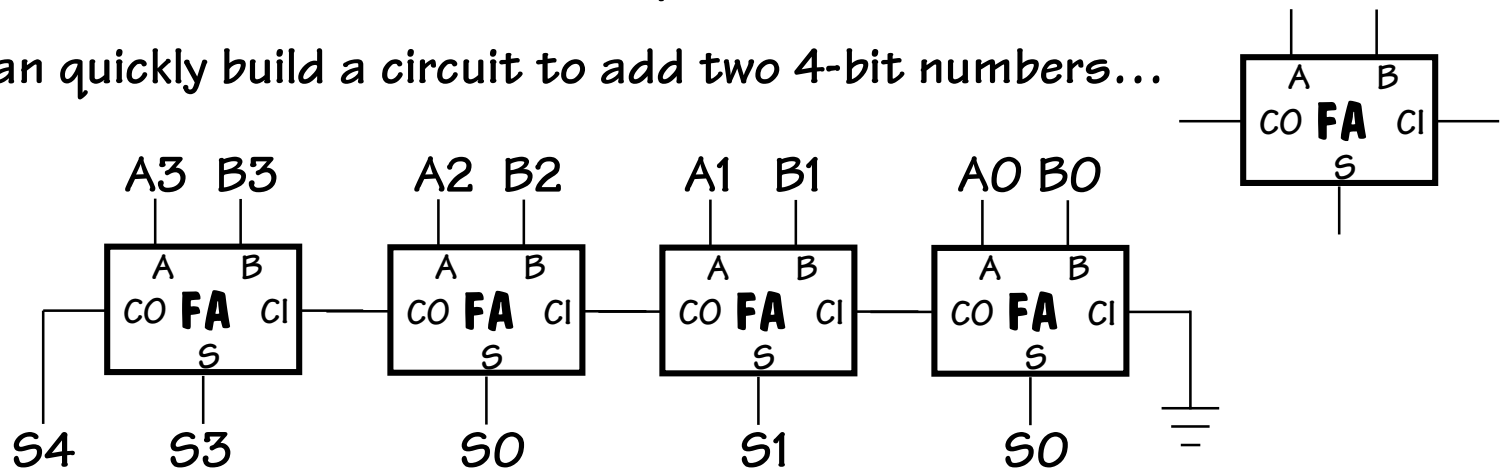 an quickly build a circuit to add two 4-bit numbers...
A B
CO FA CI
S
A3 B3 A2 B2 A1 B1 A0 B0
A B A B A B A B
CO FA CI CO FA CI CO FA CI CO FA CI
S S S S
S4 S3 S0 S1 S0